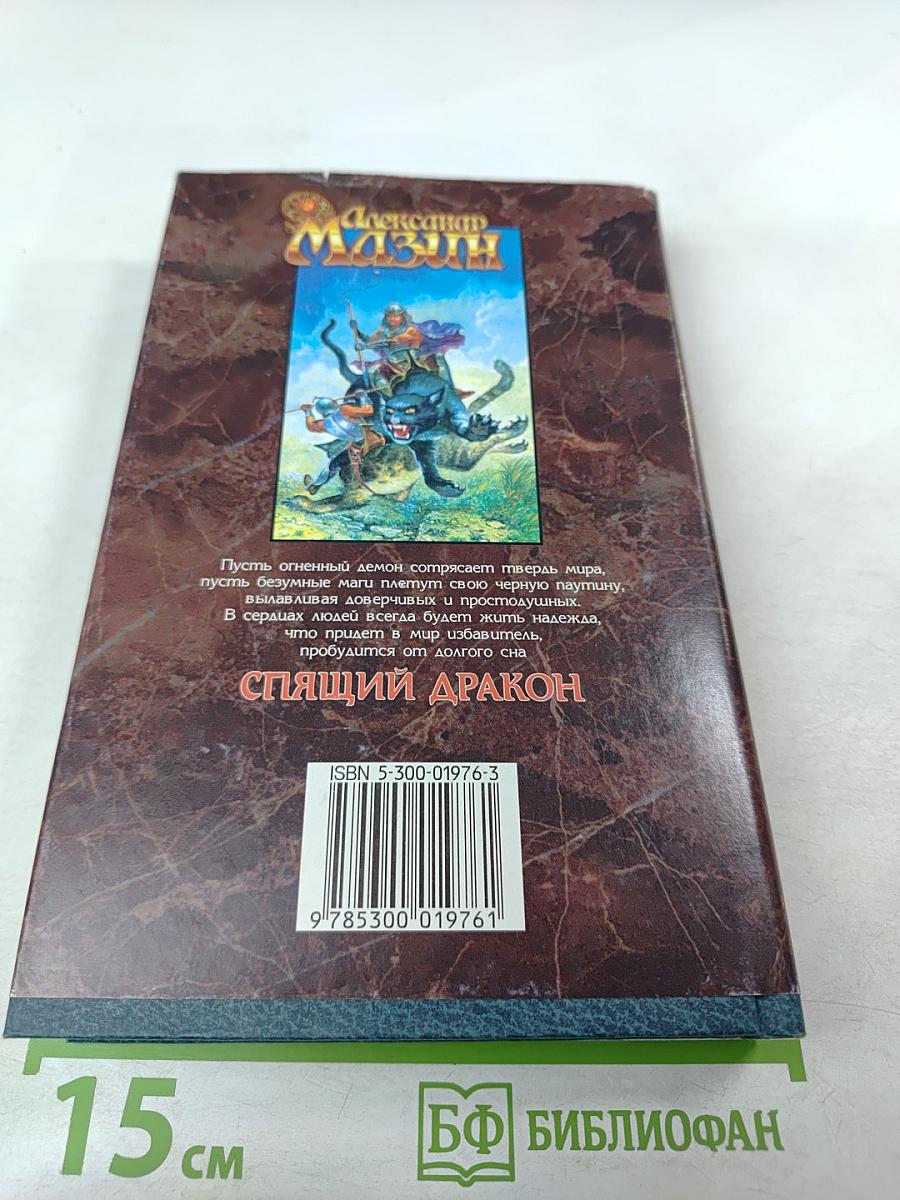 Александр
Мазин
Пусть огненный демон сотрясает твердь мира,
пусть безумные маги плетут свою черную паутину,
вылавливая доверчивых и простодушных.
В сердцах людей всегда будет жить надежда,
что придет в мир избавитель,
пробудится от долгого сна
СПЯЩИЙ ДРАКОН
ISBN 5-300-01976-3
9 785300 019761
15 см
БФ БИБЛИОФАН